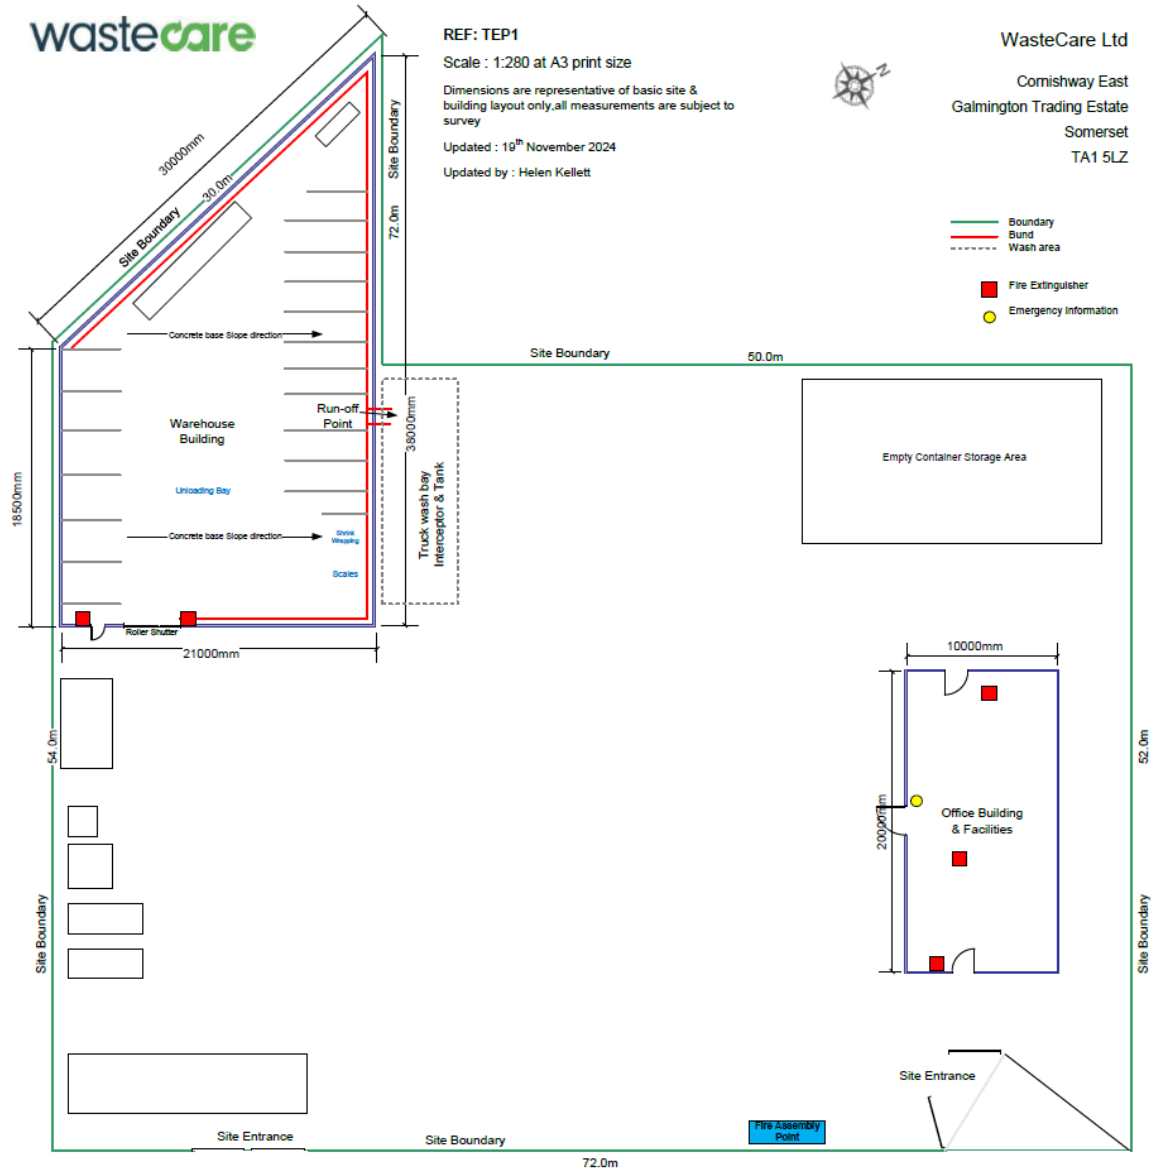 wastecare
REF: TEP1
Scale : 1:280 at A3 print size
Dimensions are representative of basic site &
building layout only,all measurements are subject to
survey
Updated : 19th November 2024
Updated by : Helen Kellett
N
WasteCare Ltd
Cornishway East
Galmington Trading Estate
Somerset
TA1 5LZ
Boundary
Bund
Wash area
Fire Extinguisher
Emergency Information
30000mm
30.0m
Site Boundary
Site Boundary
72.0m
Concrete base Slope direction
Site Boundary
50.0m
Run-off
Point
38000mm
Warehouse
Building
18500mm
Unloading Bay
Concrete base Slope direction
Shrink
Wrapping
Scales
Truck wash bay
Interceptor & Tank
Empty Container Storage Area
Roller Shutter
21000mm
10000mm
54.0m
52.0m
20000mm
Office Building
& Facilities
Site Boundary
Site Boundary
Site Entrance
Site Entrance
Site Boundary
Fire Assembly
Point
72.0m